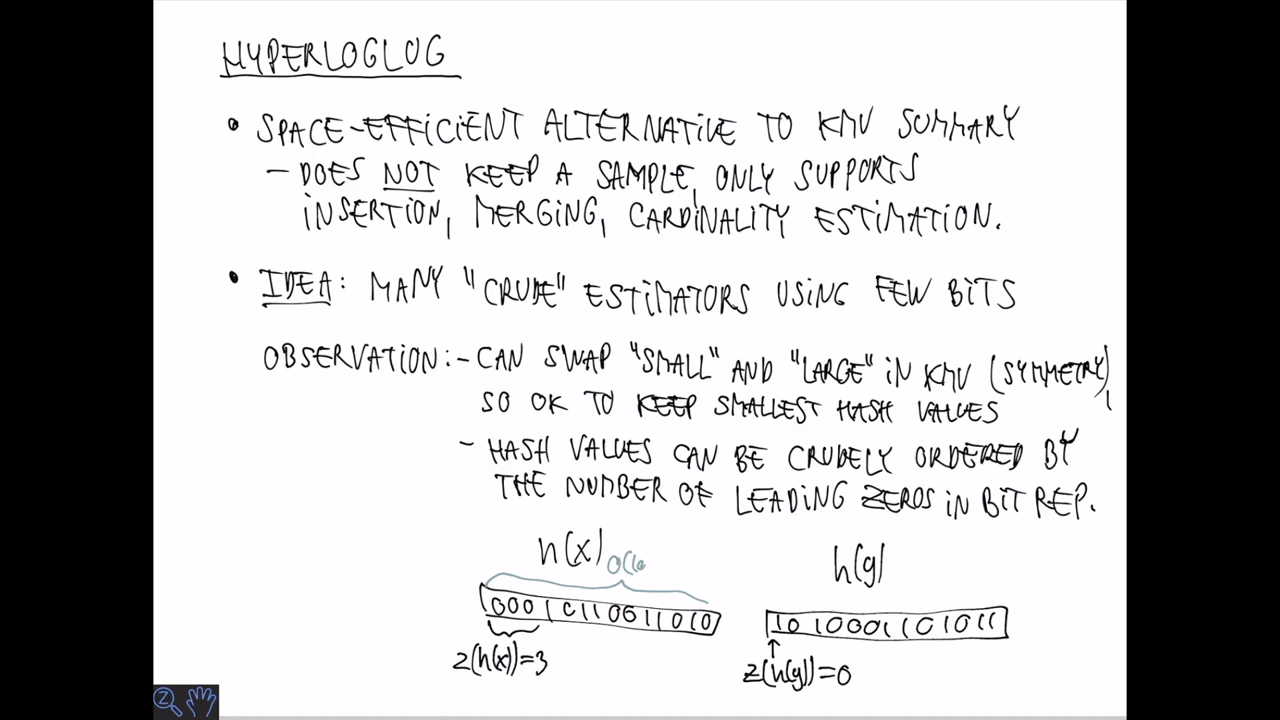 HYPERLOGLOG
• SPACE-EFFICIENT ALTERNATIVE TO KMV SUMMARY
- DOES NOT KEEP A SAMPLE, ONLY SUPPORTS
INSERTION, MERGING, CARDINALITY ESTIMATION.
• IDEA: MANY "CRUDE" ESTIMATORS USING FEW BITS
OBSERVATION: - CAN SWAP "SMALL" AND "LARGE" IN KMV (SYMMETRY),
SO OK TO KEEP SMALLEST HASH VALUES
- HASH VALUES CAN BE CRUDELY ORDERED BY
THE NUMBER OF LEADING ZEROS IN BIT REP.
h(x) h(y)
00010110011010 1010001101011
z(h(x))=3 z(h(y))=0